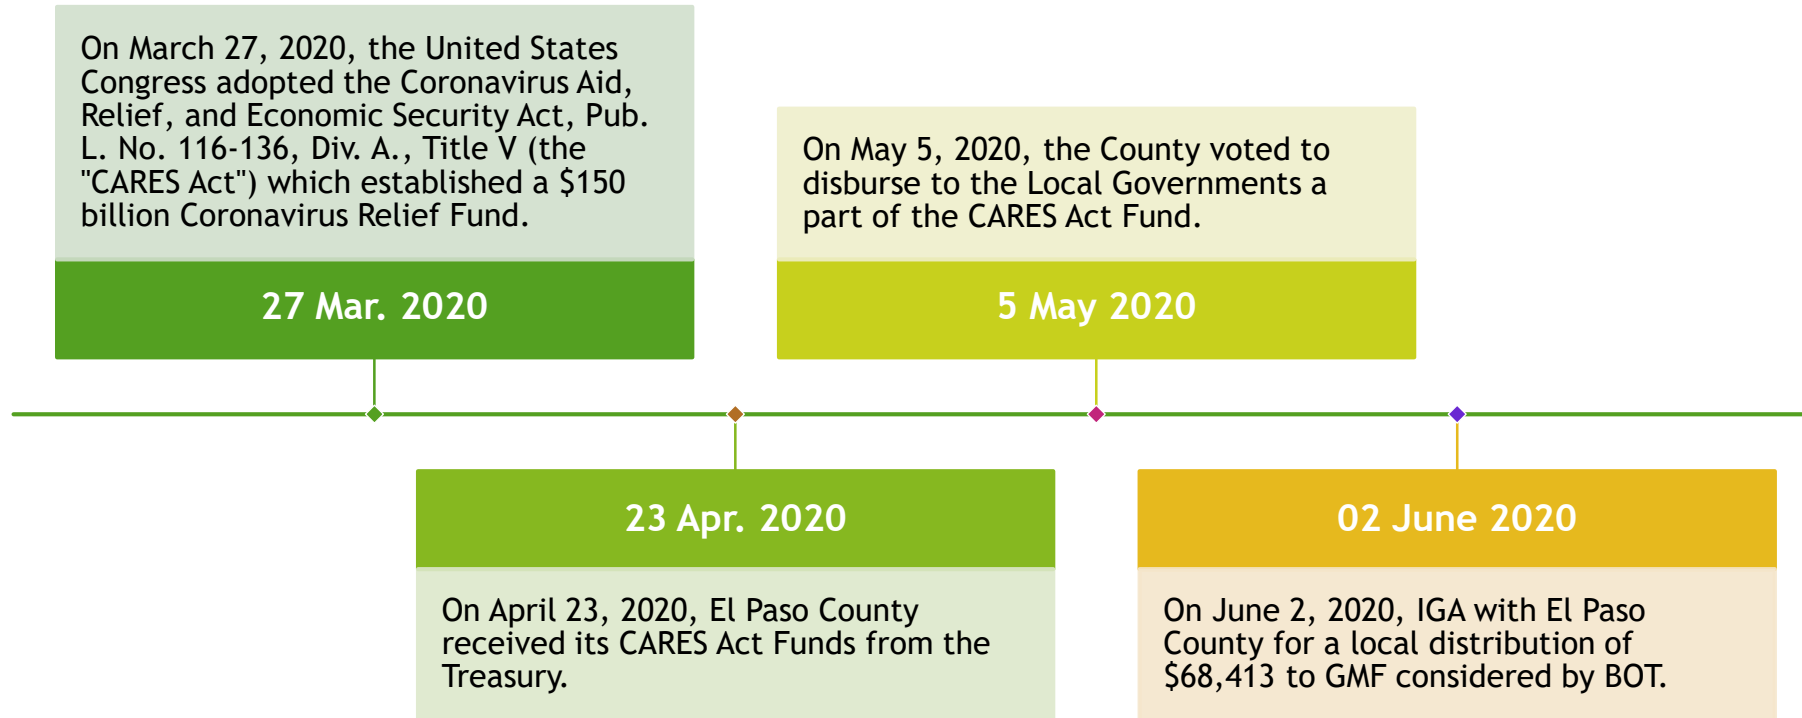 On March 27, 2020, the United States
Congress adopted the Coronavirus Aid,
Relief, and Economic Security Act, Pub.
L. No. 116-136, Div. A., Title V (the
"CARES Act") which established a $150
billion Coronavirus Relief Fund.
27 Mar. 2020
23 Apr. 2020
On April 23, 2020, El Paso County
received its CARES Act Funds from the
Treasury.
On May 5, 2020, the County voted to
disburse to the Local Governments a
part of the CARES Act Fund.
5 May 2020
02 June 2020
On June 2, 2020, IGA with El Paso
County for a local distribution of
$68,413 to GMF considered by BOT.